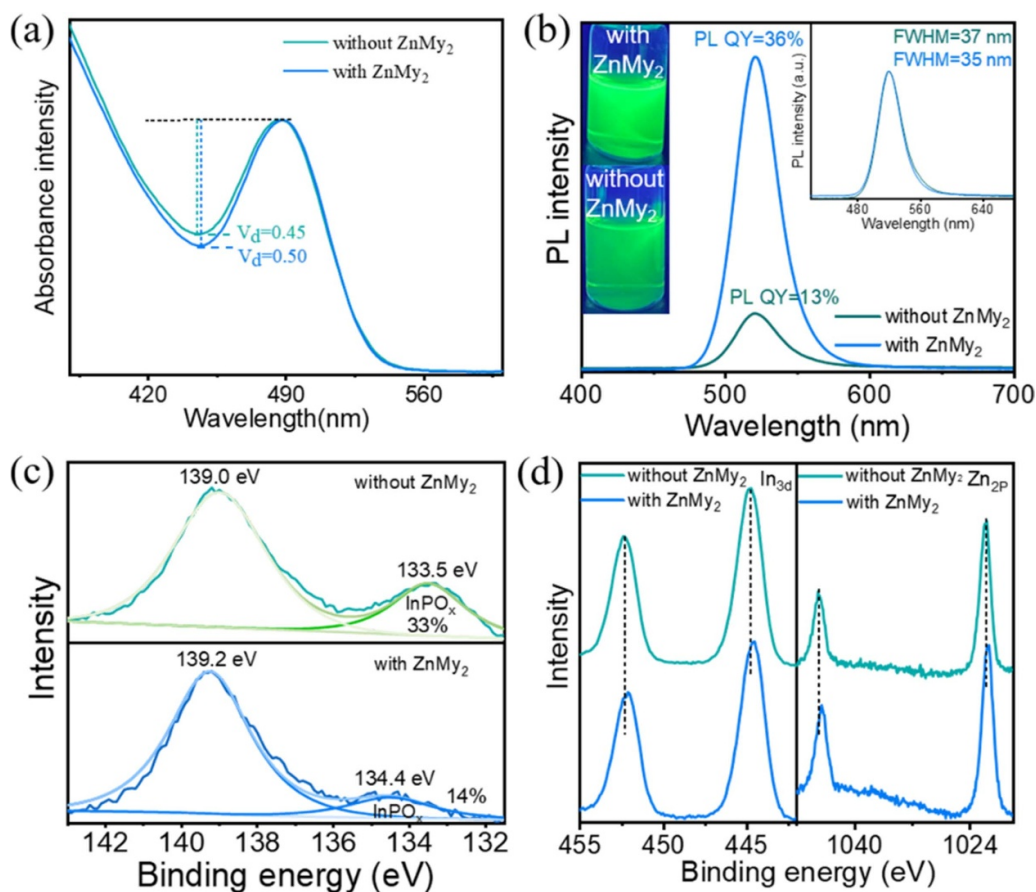 (a)
without ZnMy₂
with ZnMy₂
V_d=0.45
V_d=0.50
Absorbance intensity
420
490
560
Wavelength(nm)
(b)
with
ZnMy₂
without
ZnMy₂
PL QY=36%
PL QY=13%
without ZnMy₂
with ZnMy₂
PL intensity
400
500
600
700
Wavelength (nm)
FWHM=37 nm
FWHM=35 nm
PL intensity (a.u.)
480
560
640
Wavelength (nm)
(c)
139.0 eV
without ZnMy₂
133.5 eV
InPOₓ
33%
139.2 eV
with ZnMy₂
134.4 eV
14%
InPOₓ
Intensity
142
140
138
136
134
132
Binding energy (eV)
(d)
without ZnMy₂
In₃d
with ZnMy₂
without ZnMy₂
Zn₂P
with ZnMy₂
Intensity
455
450
445
1040
1024
Binding energy (eV)